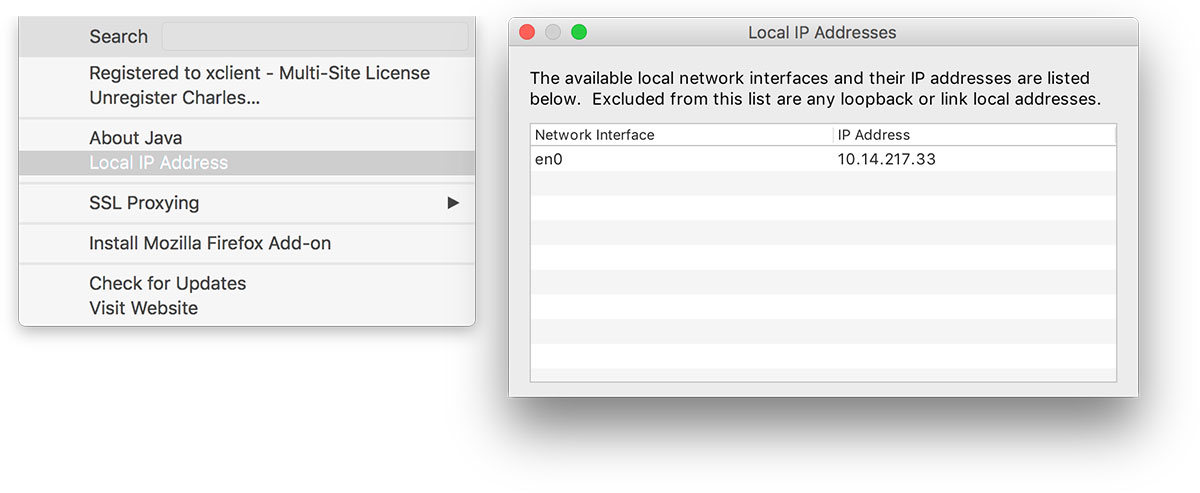 Search
Registered to xclient - Multi-Site License
Unregister Charles...
About Java
Local IP Address
SSL Proxying
Install Mozilla Firefox Add-on
Check for Updates
Visit Website
Local IP Addresses
The available local network interfaces and their IP addresses are listed
below.  Excluded from this list are any loopback or link local addresses.
Network Interface IP Address
en0 10.14.217.33